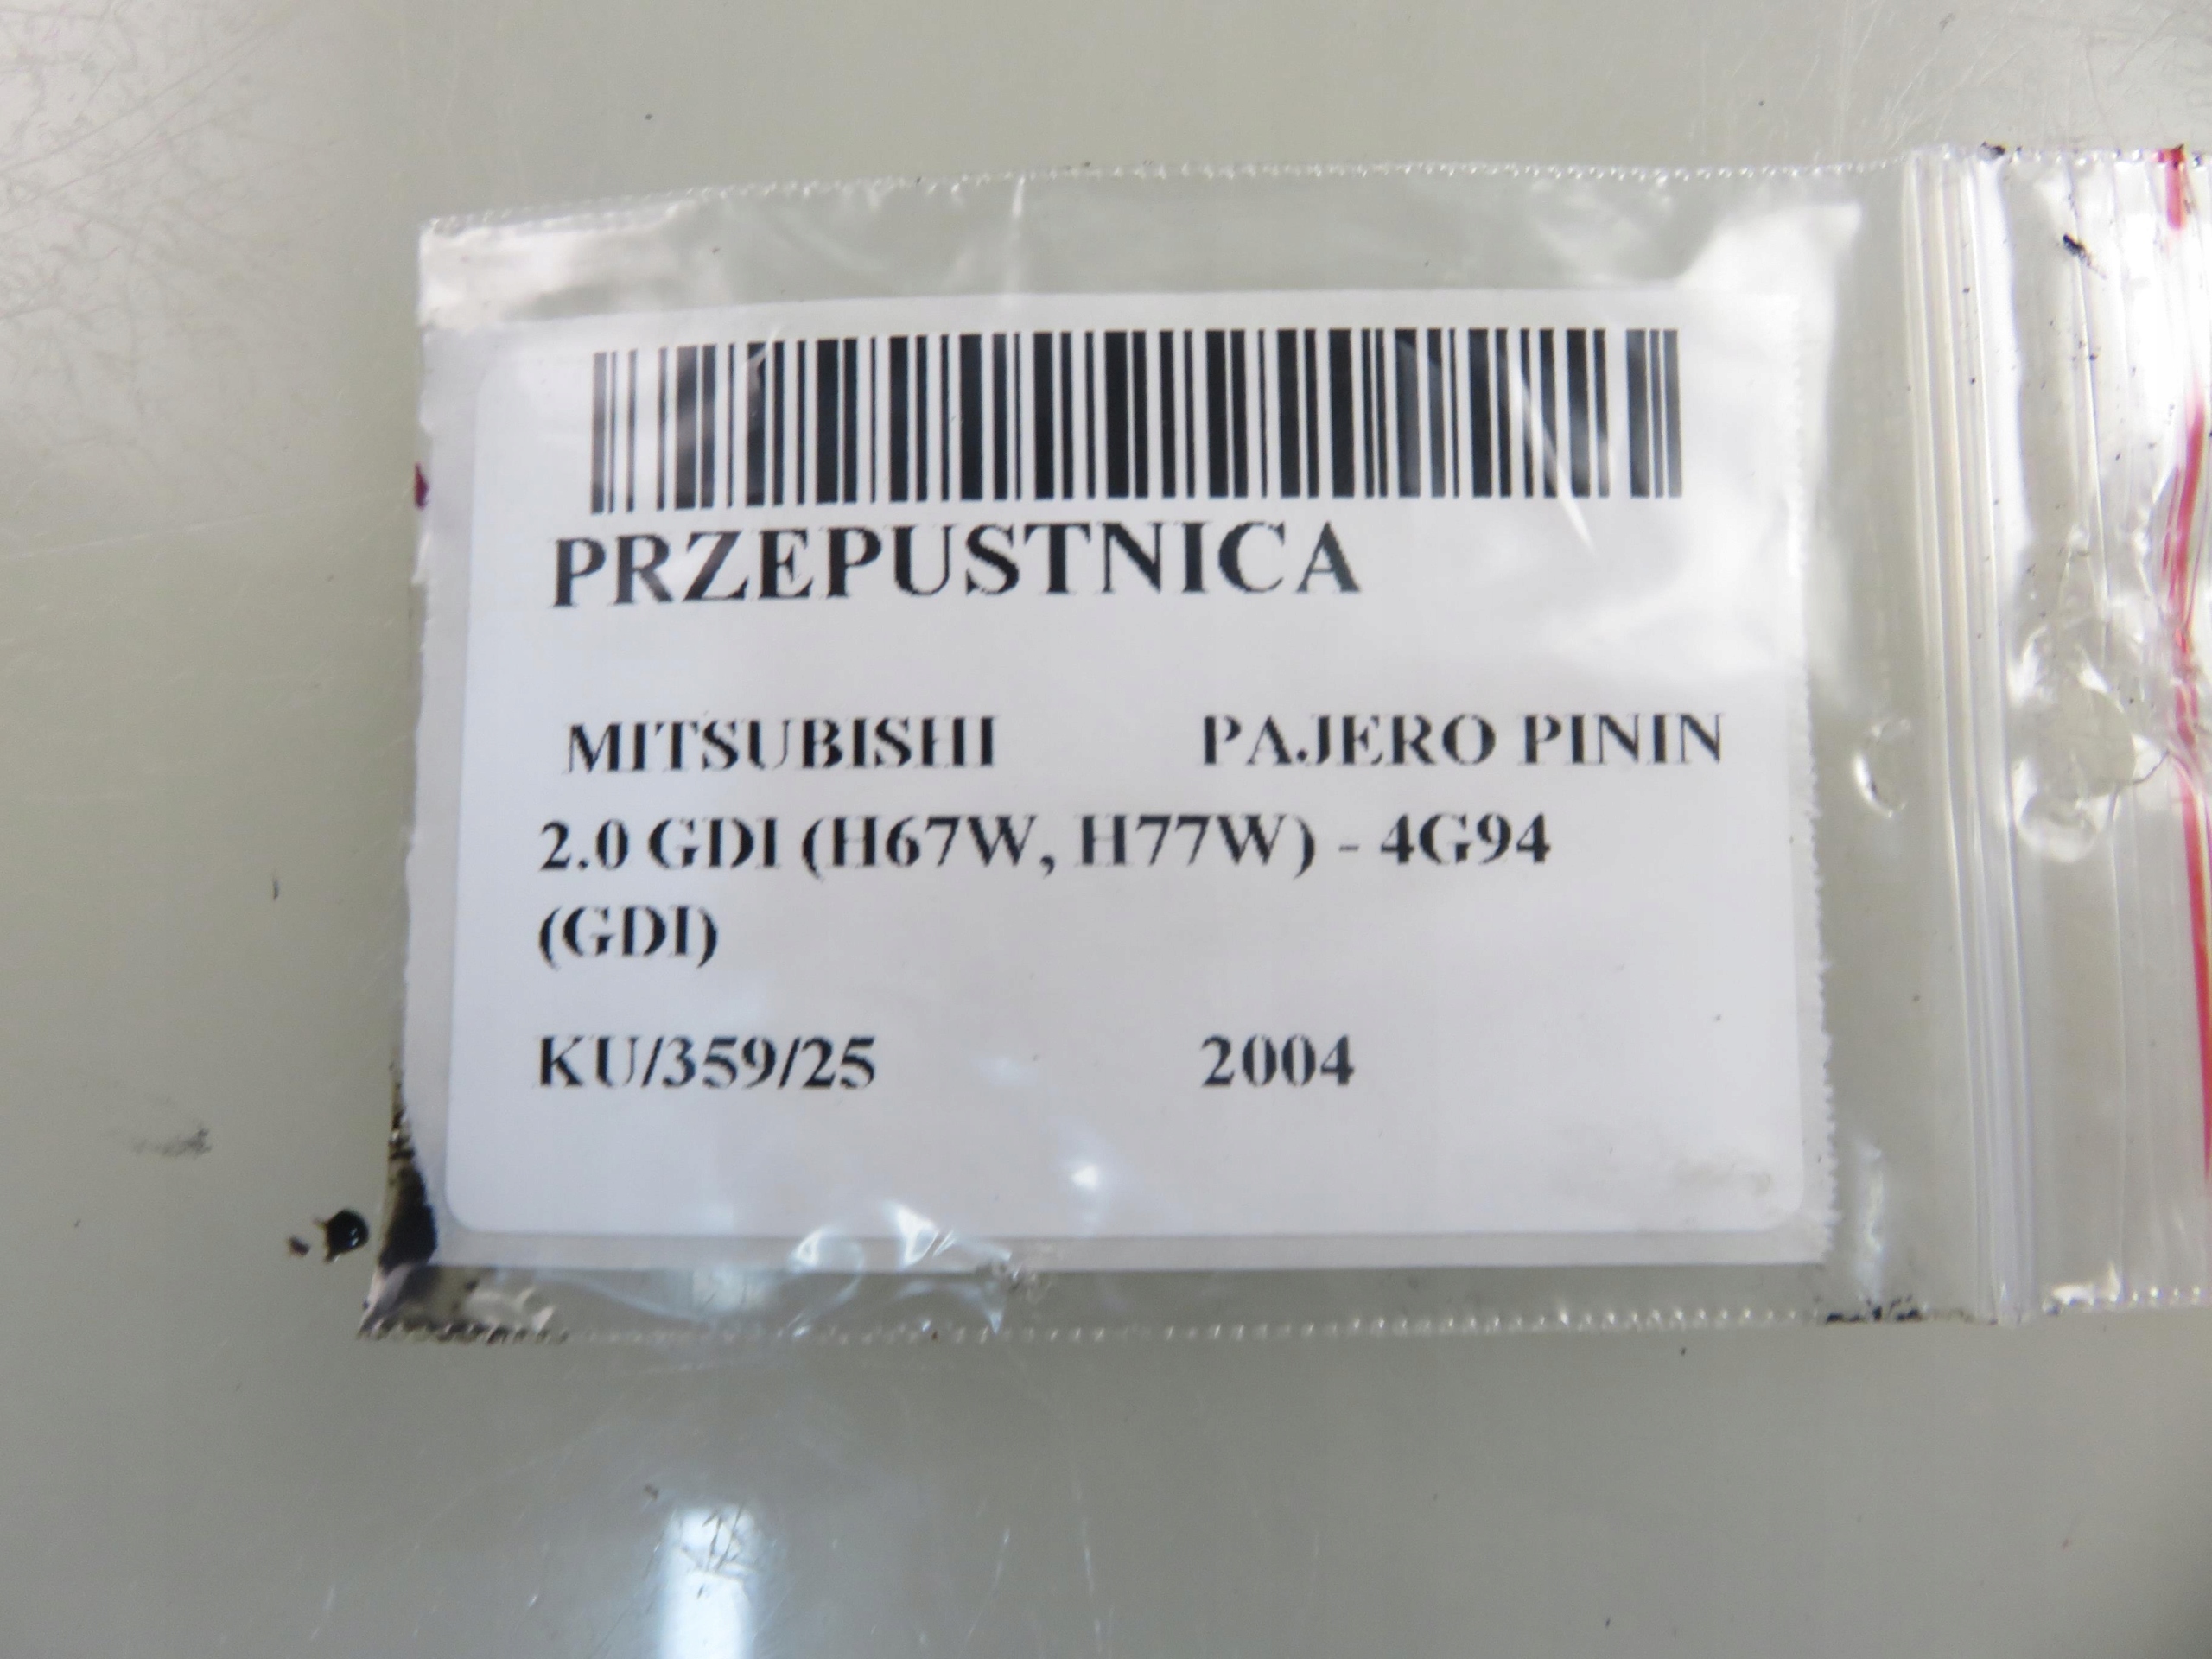 PRZEPUSTNICA
MITSUBISHI PAJERO PININ
2.0 GDI (H67W, H77W) - 4G94
(GDI)
KU/359/25 2004